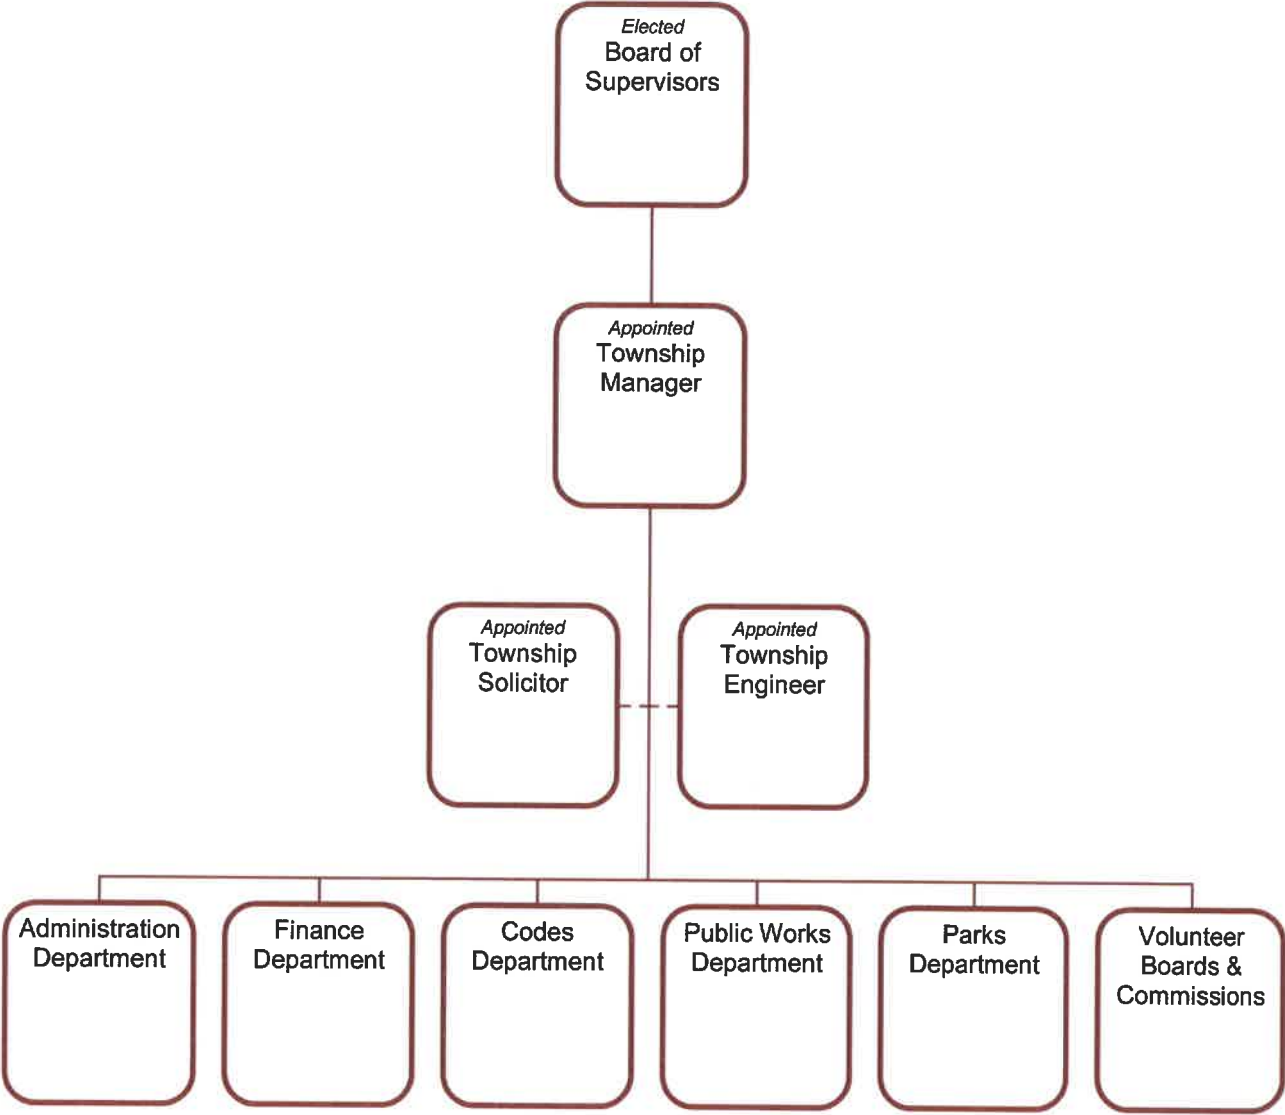 Elected
Board of
Supervisors
Appointed
Township
Manager
Appointed
Township
Solicitor
Appointed
Township
Engineer
Administration
Department
Finance
Department
Codes
Department
Public Works
Department
Parks
Department
Volunteer
Boards &
Commissions